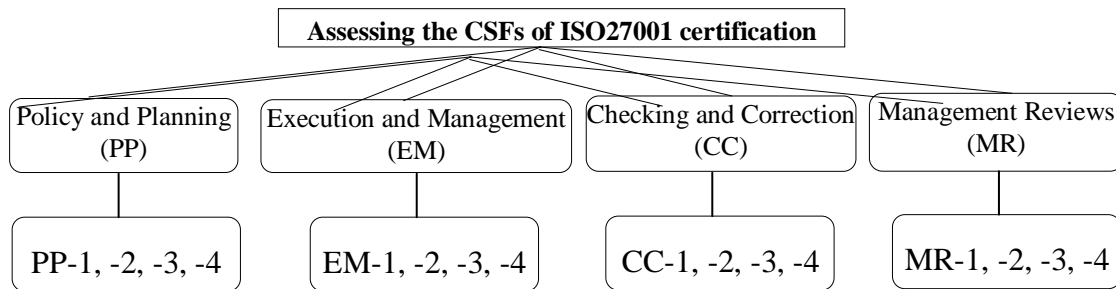 Assessing the CSFs of ISO27001 certification
Policy and Planning
(PP)
Execution and Management
(EM)
Checking and Correction
(CC)
Management Reviews
(MR)
PP-1, -2, -3, -4
EM-1, -2, -3, -4
CC-1, -2, -3, -4
MR-1, -2, -3, -4